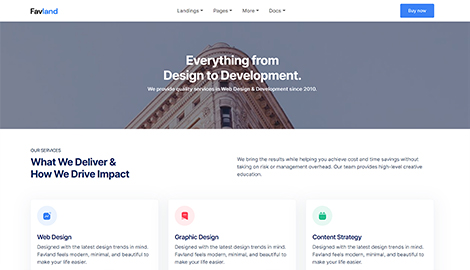 Favland
Landings Pages More Docs
Buy now
Everything from
Design to Development.
We provide quality services in Web Design & Development since 2010.
OUR SERVICES
What We Deliver &
How We Drive Impact
We bring the results while helping you achieve cost and time savings without
taking on risk or management overhead. Our team provides high-level creative
education.
Web Design
Designed with the latest design trends in mind.
Favland feels modern, minimal, and beautiful to
make your life easier.
Graphic Design
Designed with the latest design trends in mind.
Favland feels modern, minimal, and beautiful to
make your life easier.
Content Strategy
Designed with the latest design trends in mind.
Favland feels modern, minimal, and beautiful to
make your life easier.